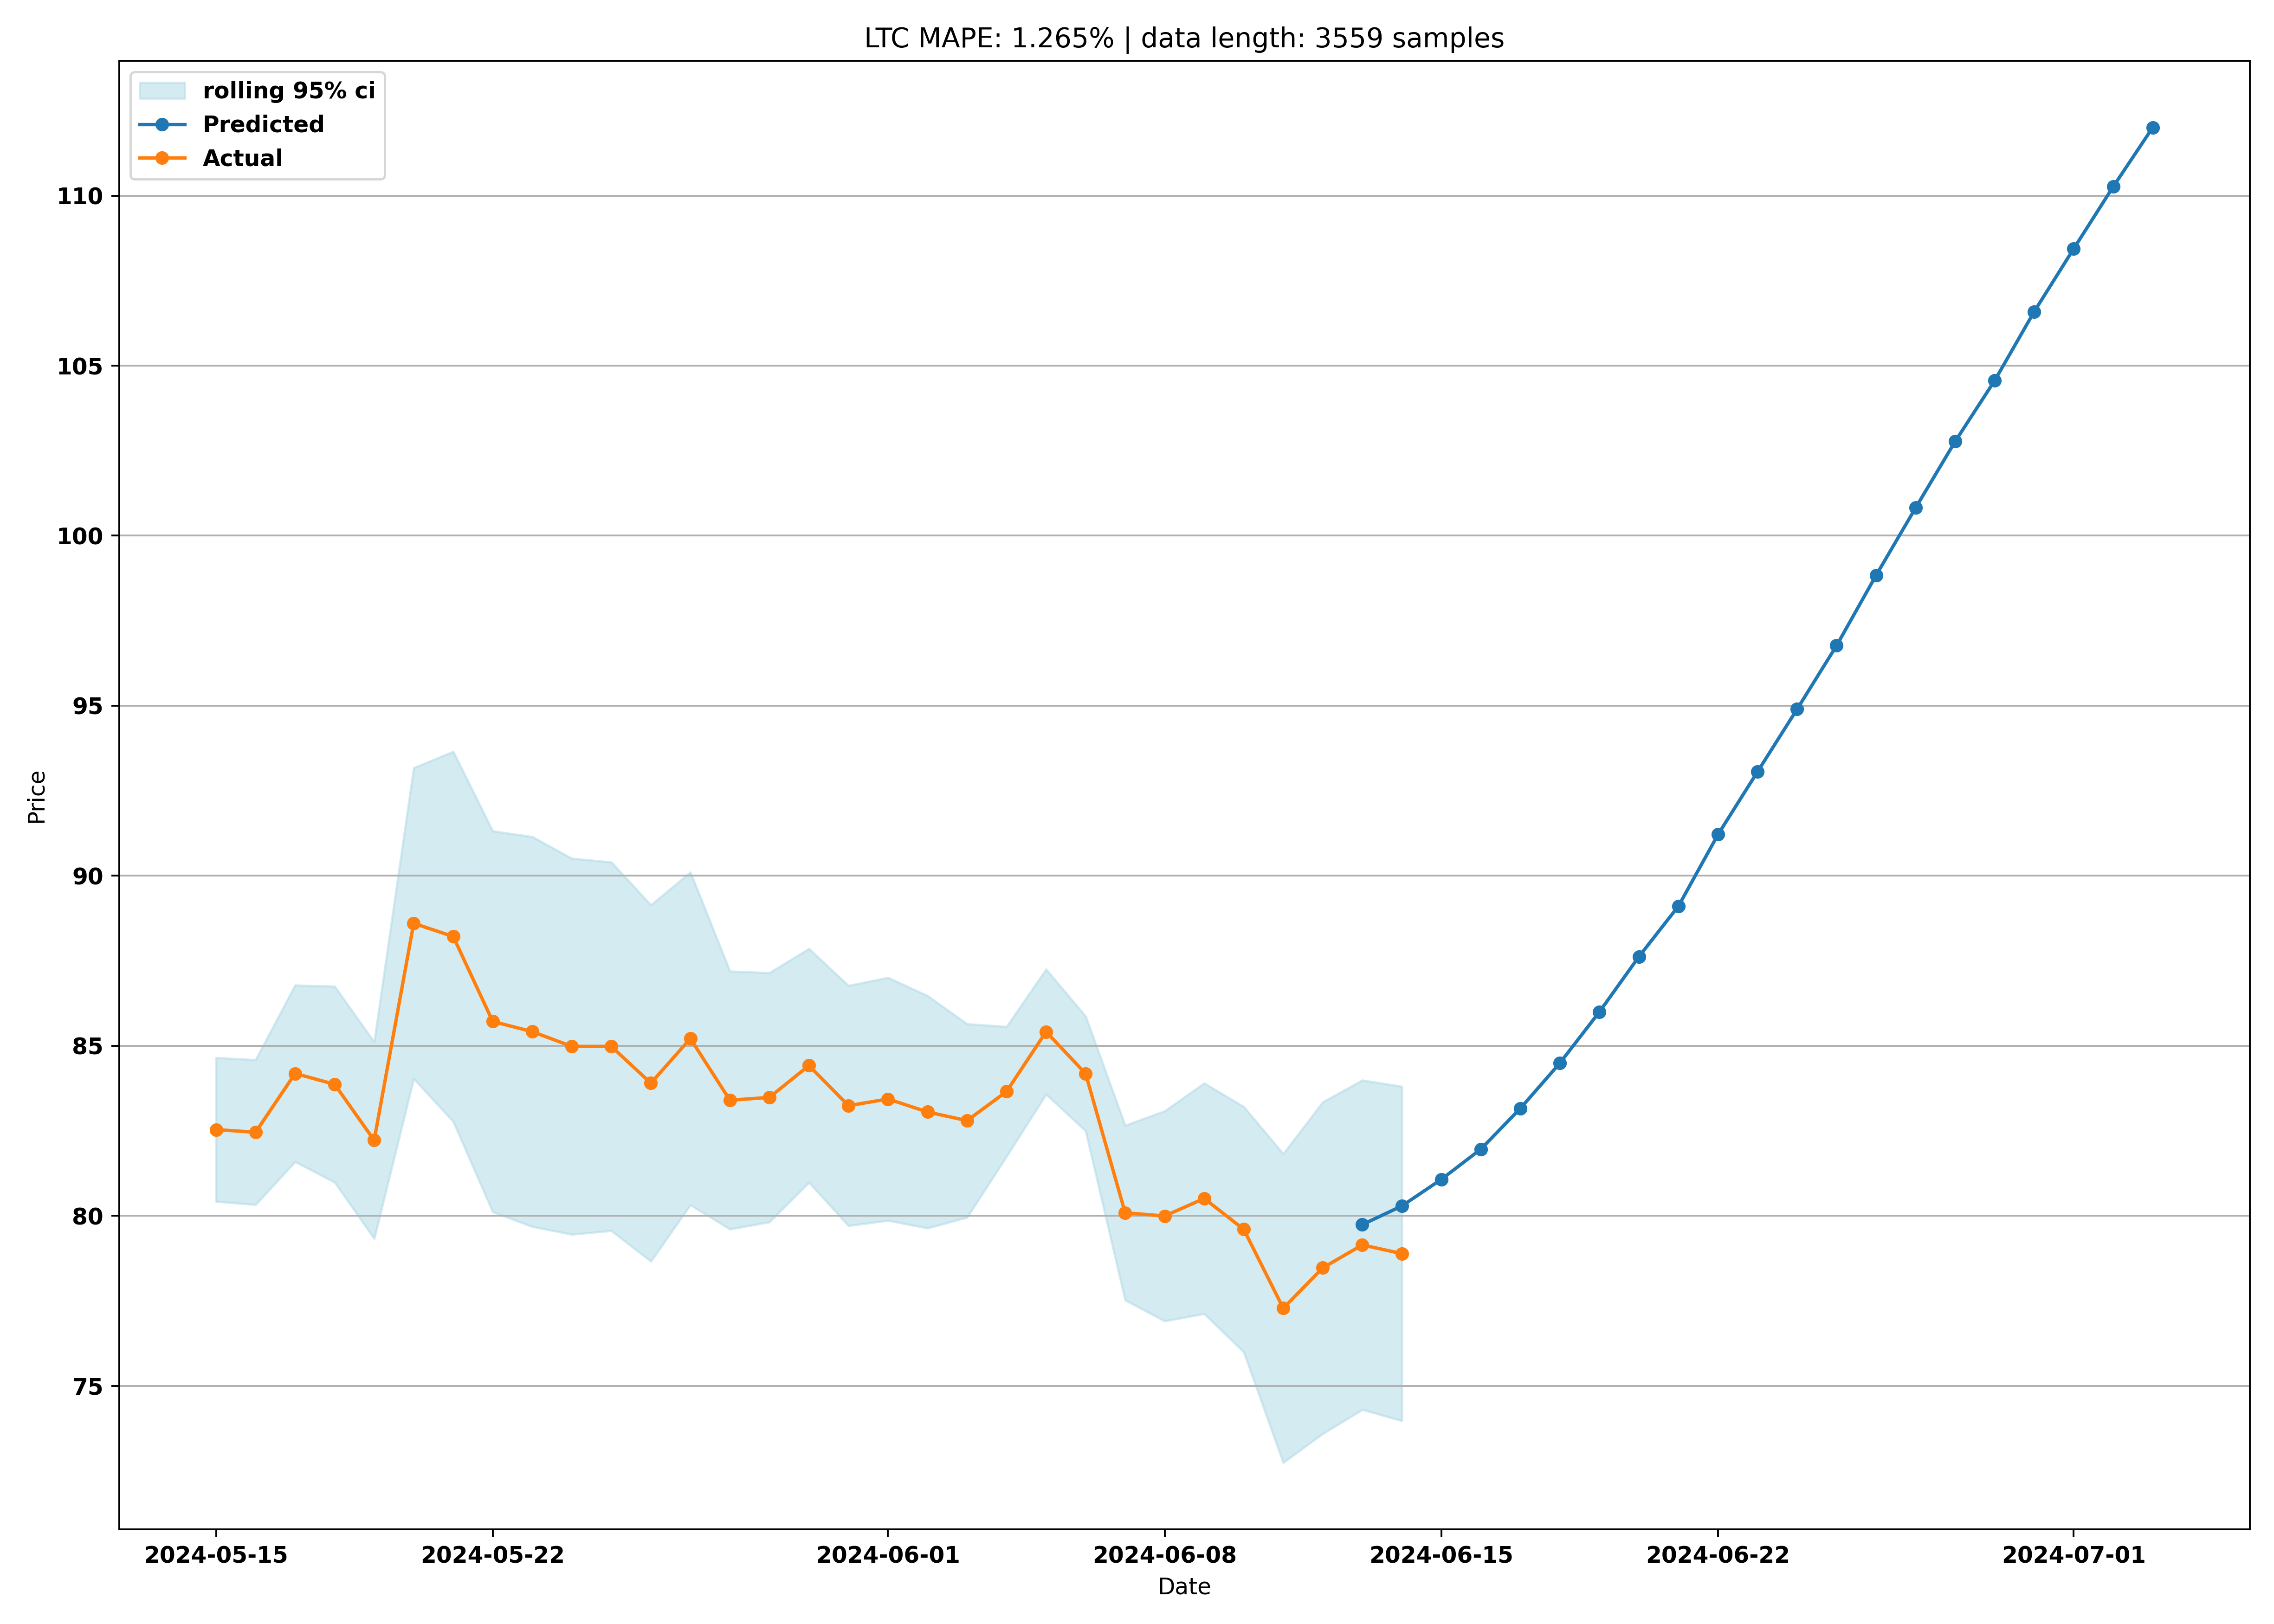 LTC MAPE: 1.265% | data length: 3559 samples
rolling 95% ci
Predicted
Actual
110
105
100
95
90
85
80
75
Price
2024-05-15
2024-05-22
2024-06-01
2024-06-08
2024-06-15
2024-06-22
2024-07-01
Date